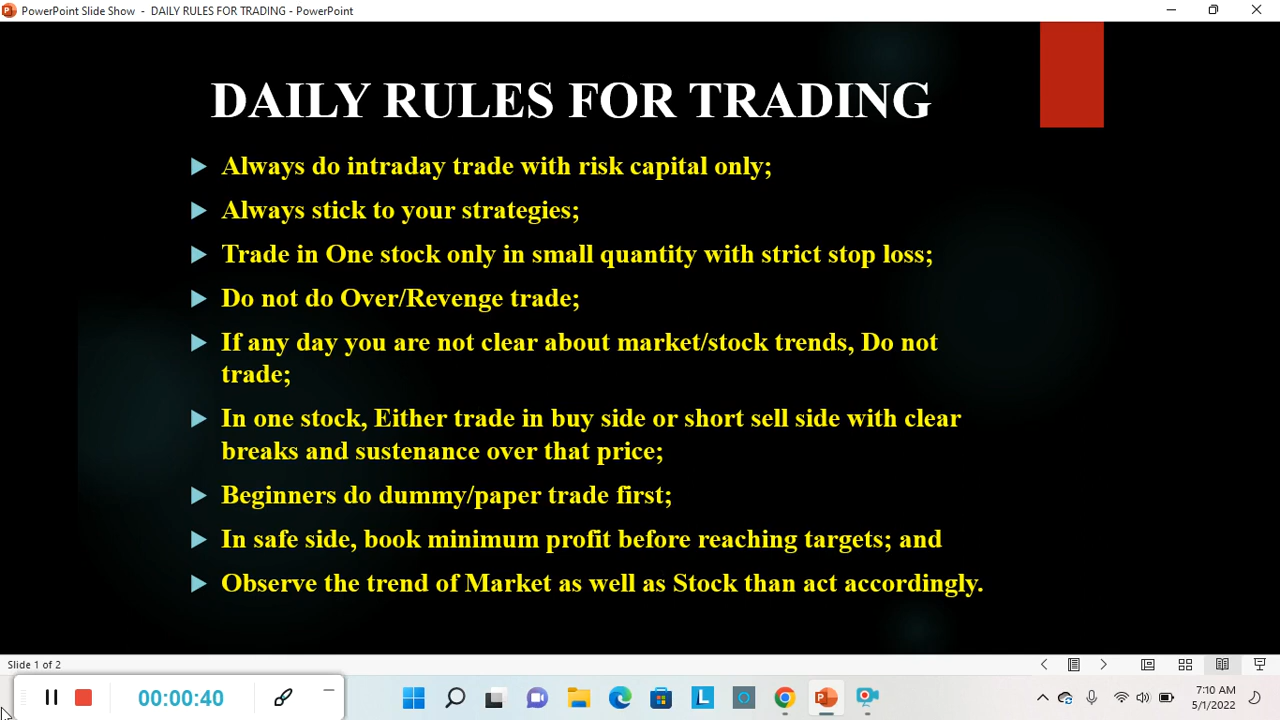 PowerPoint Slide Show - DAILY RULES FOR TRADING - PowerPoint
DAILY RULES FOR TRADING
Always do intraday trade with risk capital only;
Always stick to your strategies;
Trade in One stock only in small quantity with strict stop loss;
Do not do Over/Revenge trade;
If any day you are not clear about market/stock trends, Do not
trade;
In one stock, Either trade in buy side or short sell side with clear
breaks and sustenance over that price;
Beginners do dummy/paper trade first;
In safe side, book minimum profit before reaching targets; and
Observe the trend of Market as well as Stock than act accordingly.
Slide 1 of 2
00:00:40
L
7:10 AM
5/1/2022